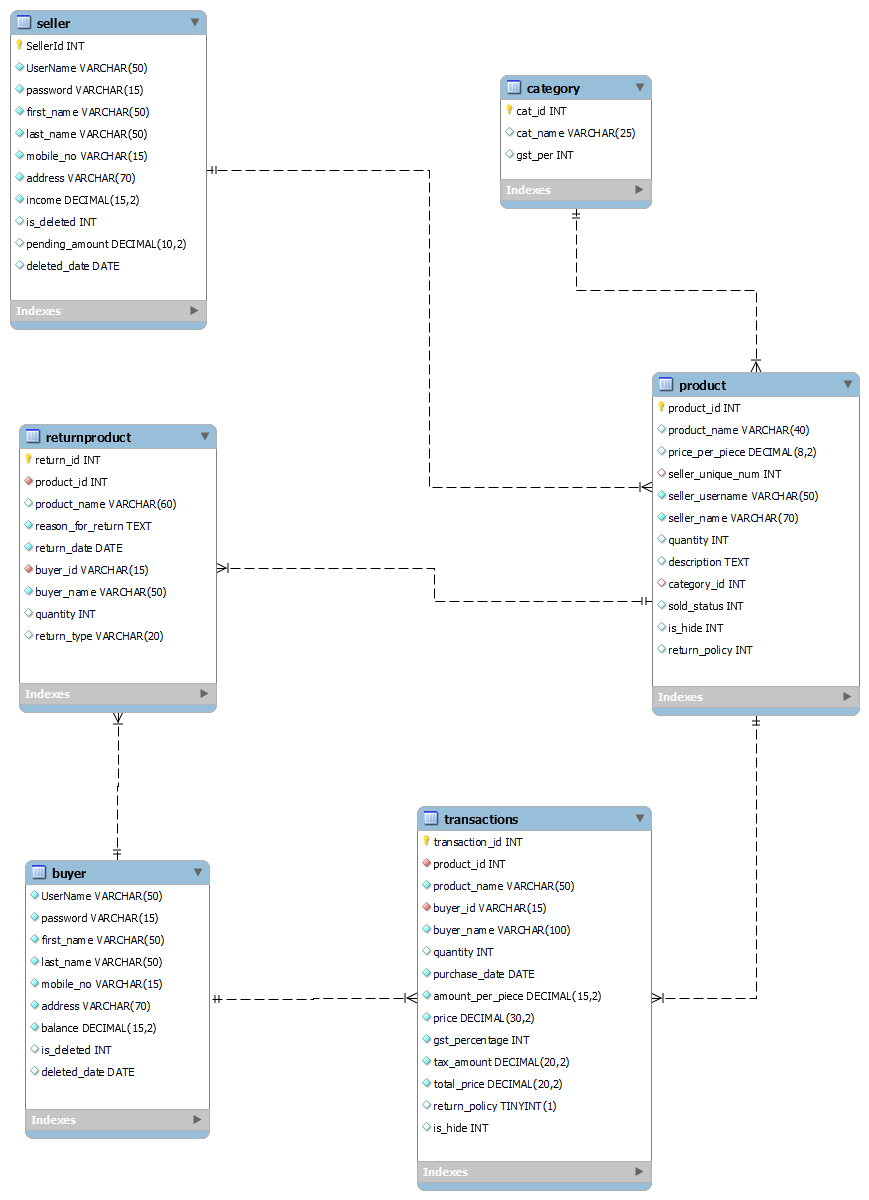 seller
SellerId INT
UserName VARCHAR(50)
password VARCHAR(15)
first_name VARCHAR(50)
last_name VARCHAR(50)
mobile_no VARCHAR(15)
address VARCHAR(70)
income DECIMAL(15,2)
is_deleted INT
pending_amount DECIMAL(10,2)
deleted_date DATE
Indexes
category
cat_id INT
cat_name VARCHAR(25)
gst_per INT
Indexes
product
product_id INT
product_name VARCHAR(40)
price_per_piece DECIMAL(8,2)
seller_unique_num INT
seller_username VARCHAR(50)
seller_name VARCHAR(70)
quantity INT
description TEXT
category_id INT
sold_status INT
is_hide INT
return_policy INT
Indexes
returnproduct
return_id INT
product_id INT
product_name VARCHAR(60)
reason_for_return TEXT
return_date DATE
buyer_id VARCHAR(15)
buyer_name VARCHAR(50)
quantity INT
return_type VARCHAR(20)
Indexes
buyer
UserName VARCHAR(50)
password VARCHAR(15)
first_name VARCHAR(50)
last_name VARCHAR(50)
mobile_no VARCHAR(15)
address VARCHAR(70)
balance DECIMAL(15,2)
is_deleted INT
deleted_date DATE
Indexes
transactions
transaction_id INT
product_id INT
product_name VARCHAR(50)
buyer_id VARCHAR(15)
buyer_name VARCHAR(100)
quantity INT
purchase_date DATE
amount_per_piece DECIMAL(15,2)
price DECIMAL(30,2)
gst_percentage INT
tax_amount DECIMAL(20,2)
total_price DECIMAL(20,2)
return_policy TINYINT(1)
is_hide INT
Indexes